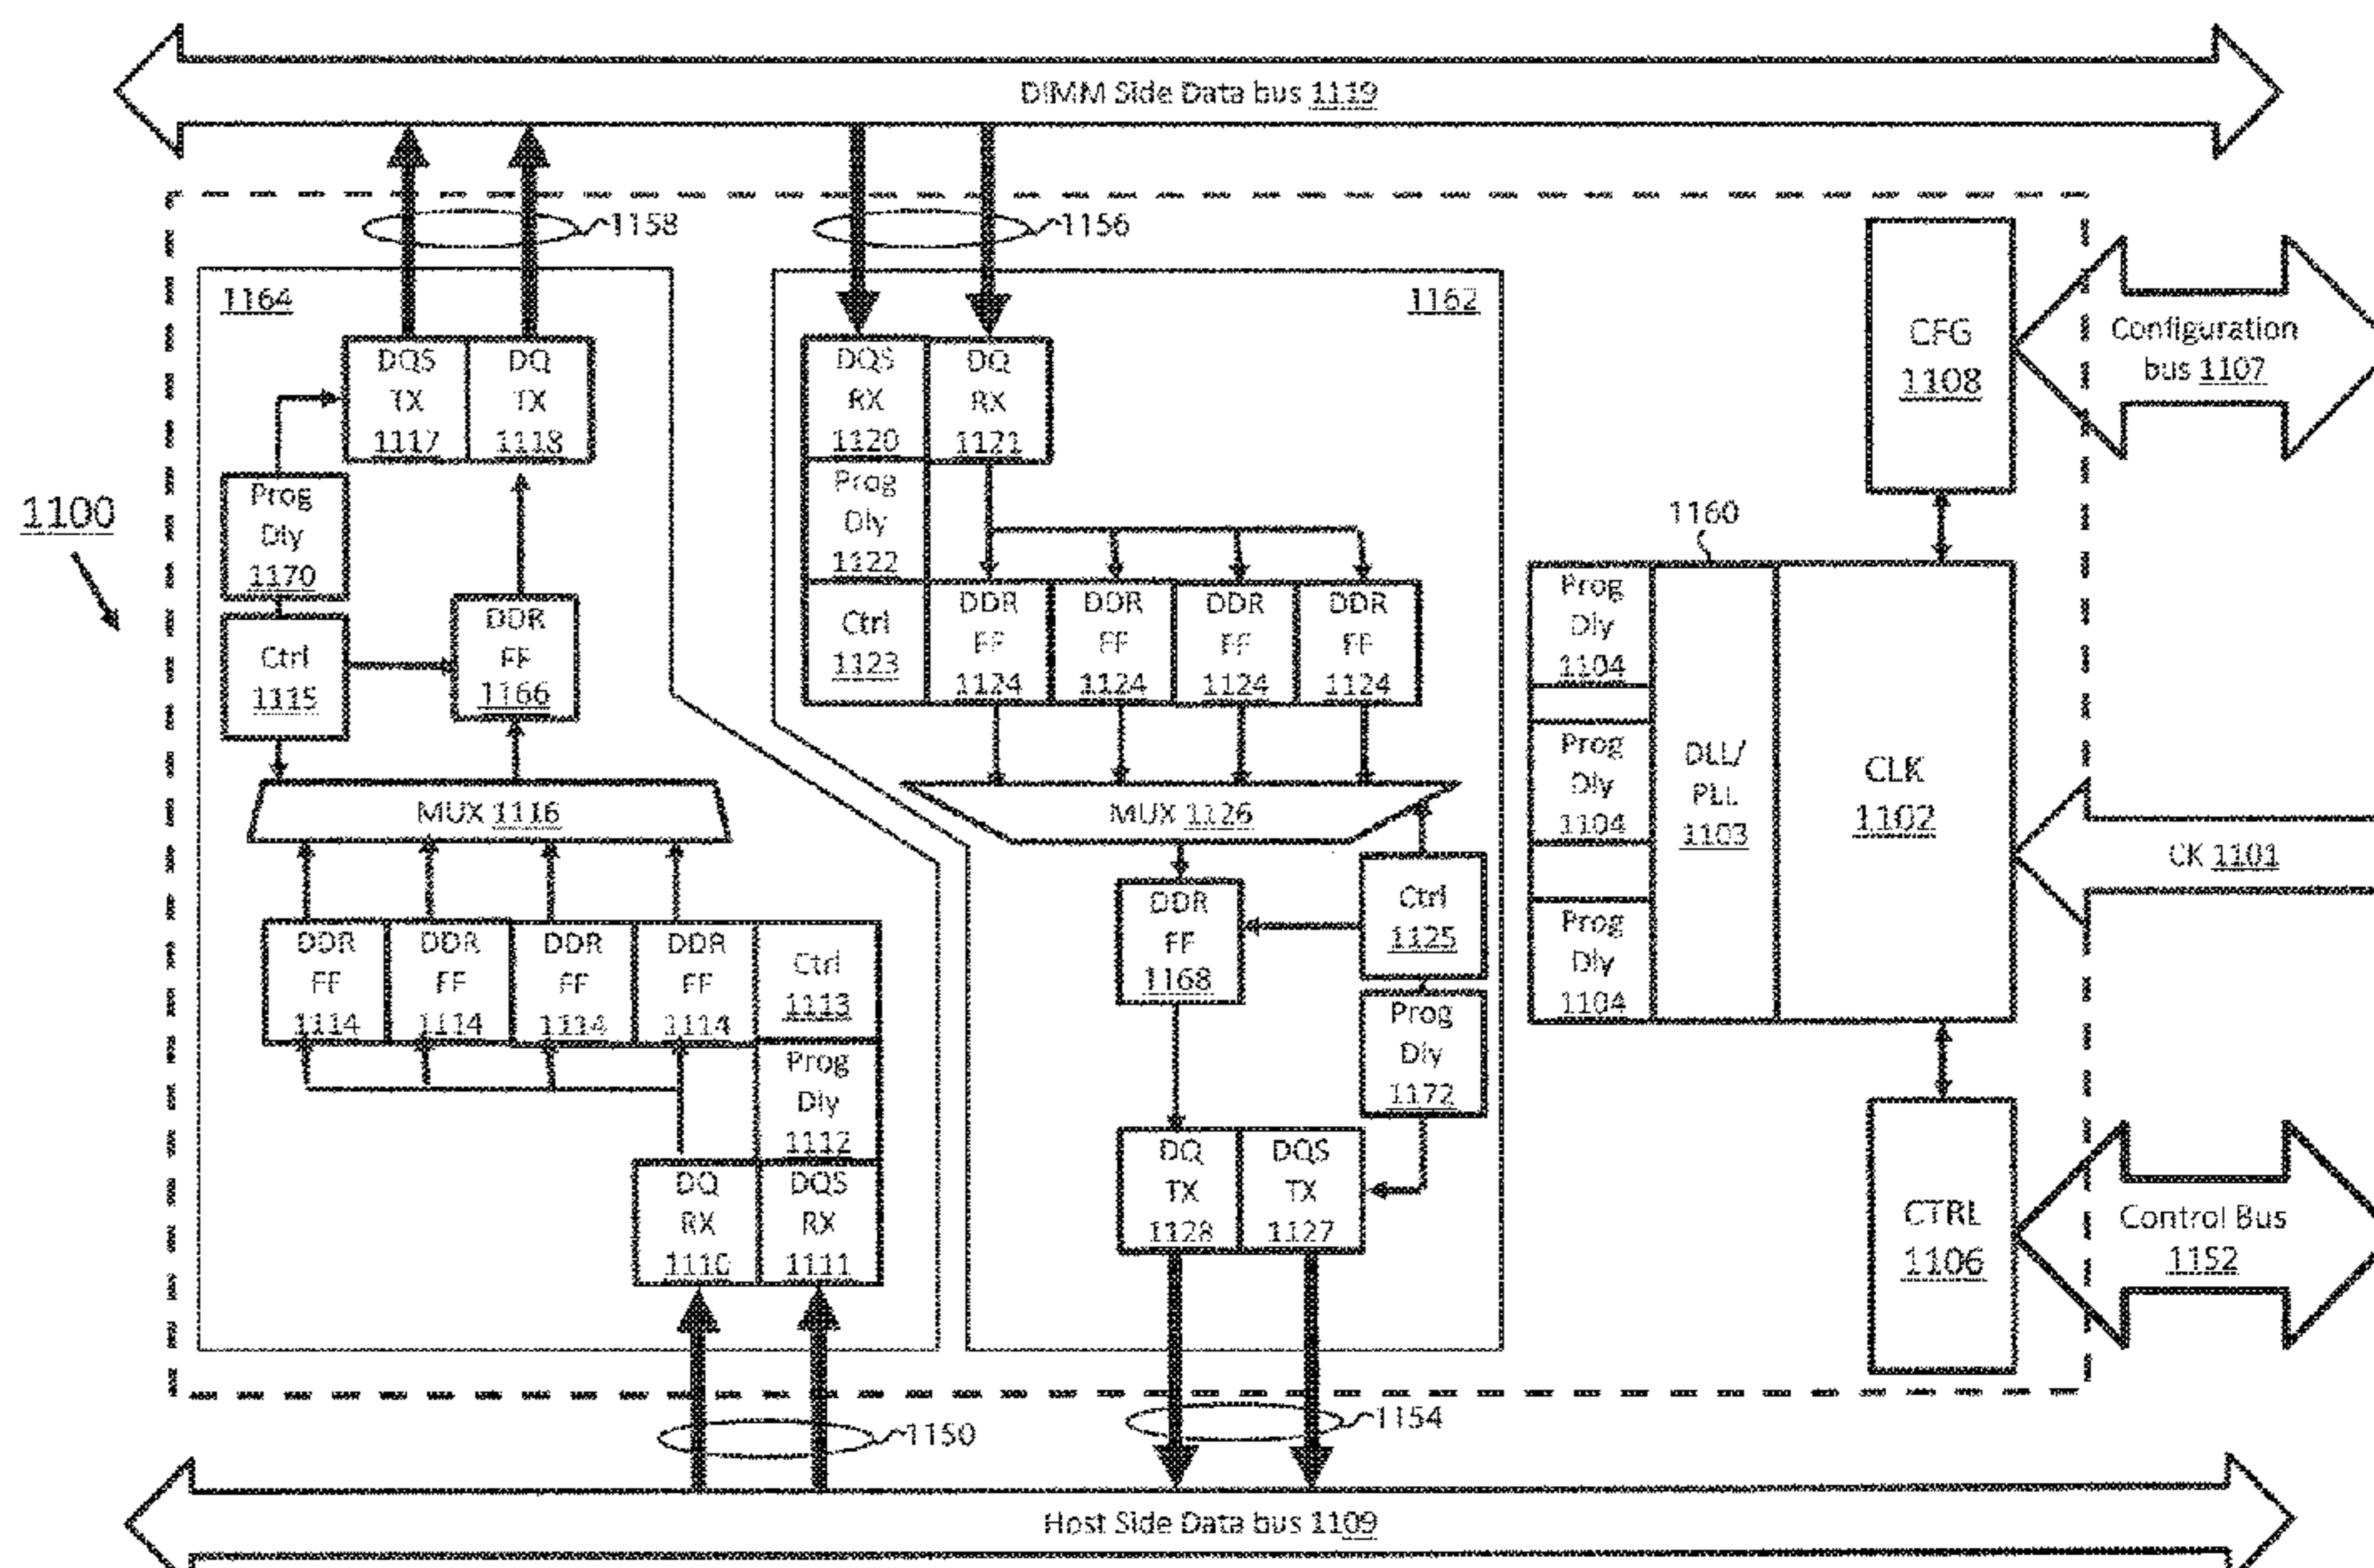 DIMM Side Data bus 1119
1158
1156
1164
1162
1100
DQS
TX
1117
DQ
TX
1118
Prog
Dly
1170
Ctrl
1115
DDR
FF
1166
MUX 1116
DDR
FF
1114
DDR
FF
1114
DDR
FF
1114
DDR
FF
1114
Ctrl
1113
Prog
Dly
1112
DQ
RX
1110
DQS
RX
1111
DQS
RX
1120
DQ
RX
1121
Prog
Dly
1122
Ctrl
1123
DDR
FF
1124
DDR
FF
1124
DDR
FF
1124
DDR
FF
1124
MUX 1126
DDR
FF
1168
Ctrl
1125
Prog
Dly
1172
DQ
TX
1128
DQS
TX
1127
1160
Prog
Dly
1104
Prog
Dly
1104
Prog
Dly
1104
DLL/
PLL
1103
CLK
1102
CFG
1108
Configuration
bus 1107
CK 1101
CTRL
1106
Control Bus
1152
1150
1154
Host Side Data bus 1109